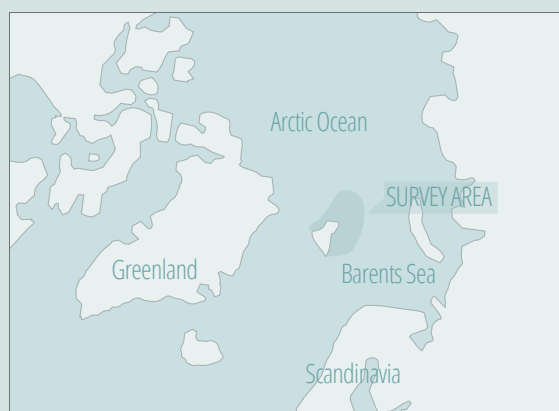 Arctic Ocean
SURVEY AREA
Greenland
Barents Sea
Scandinavia